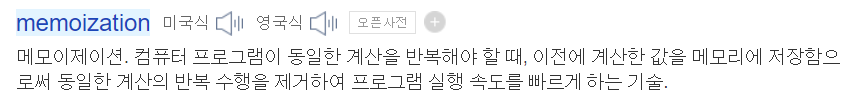 memoization 미국식 영국식 오픈사전
메모이제이션. 컴퓨터 프로그램이 동일한 계산을 반복해야 할 때, 이전에 계산한 값을 메모리에 저장함으
로써 동일한 계산의 반복 수행을 제거하여 프로그램 실행 속도를 빠르게 하는 기술.